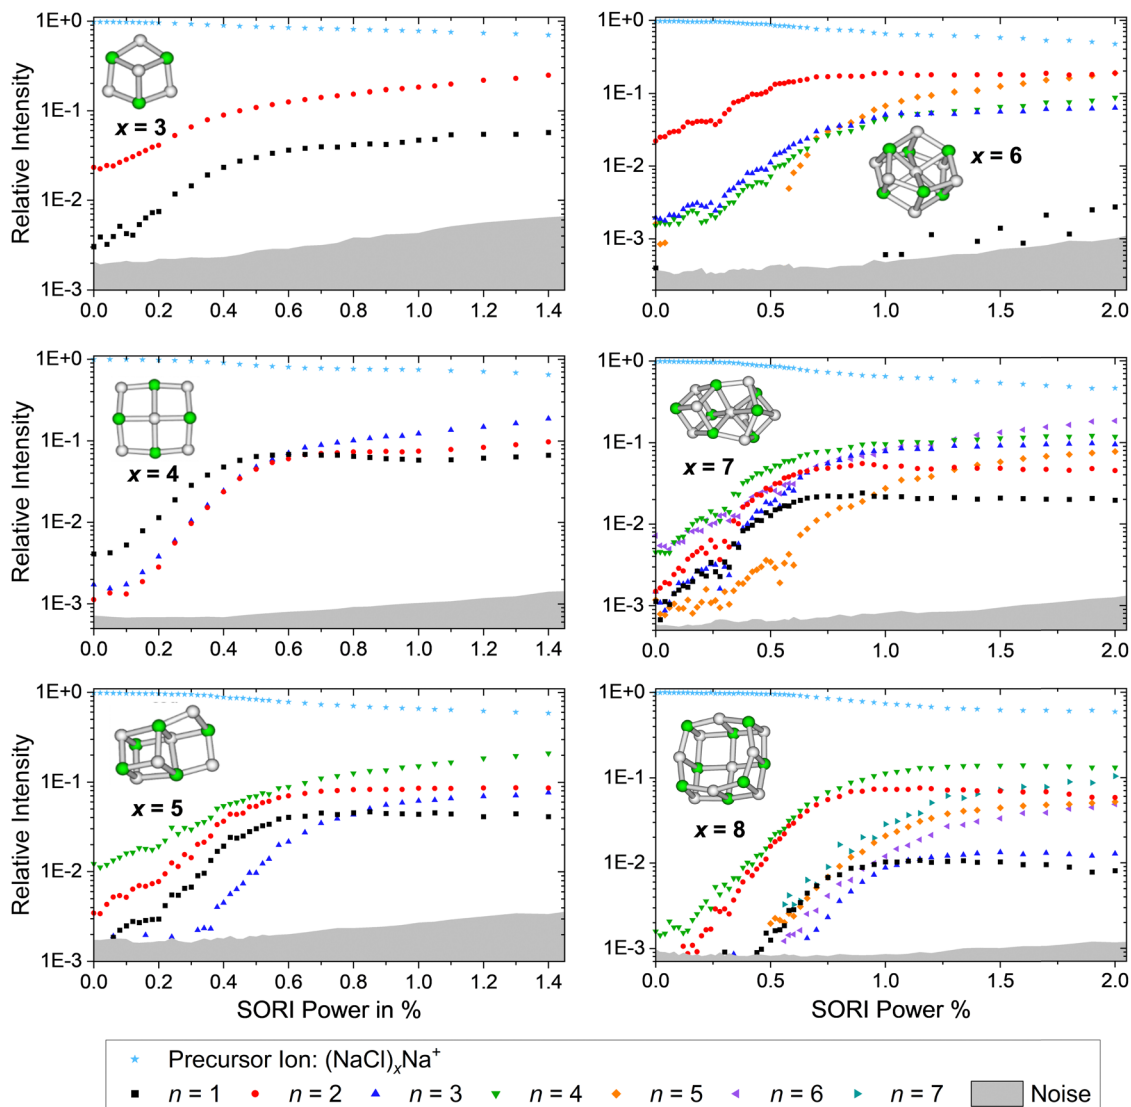 1E+0
1E-1
1E-2
1E-3
Relative Intensity
x = 3
0.0 0.2 0.4 0.6 0.8 1.0 1.2 1.4
1E+0
1E-1
1E-2
1E-3
Relative Intensity
x = 6
0.0 0.5 1.0 1.5 2.0
1E+0
1E-1
1E-2
1E-3
Relative Intensity
x = 4
0.0 0.2 0.4 0.6 0.8 1.0 1.2 1.4
1E+0
1E-1
1E-2
1E-3
Relative Intensity
x = 7
0.0 0.5 1.0 1.5 2.0
1E+0
1E-1
1E-2
1E-3
Relative Intensity
x = 5
0.0 0.2 0.4 0.6 0.8 1.0 1.2 1.4
SORI Power in %
1E+0
1E-1
1E-2
1E-3
Relative Intensity
x = 8
0.0 0.5 1.0 1.5 2.0
SORI Power %
Precursor Ion: (NaCl)ₓNa⁺
n = 1 n = 2 n = 3 n = 4 n = 5 n = 6 n = 7 Noise